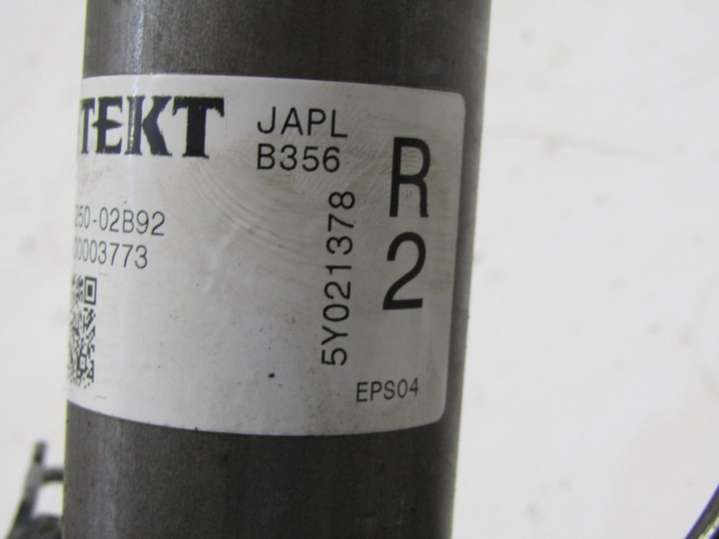 TEKT
JAPL
B356
R
2
250-02B92
00003773
5Y021378
EPS04